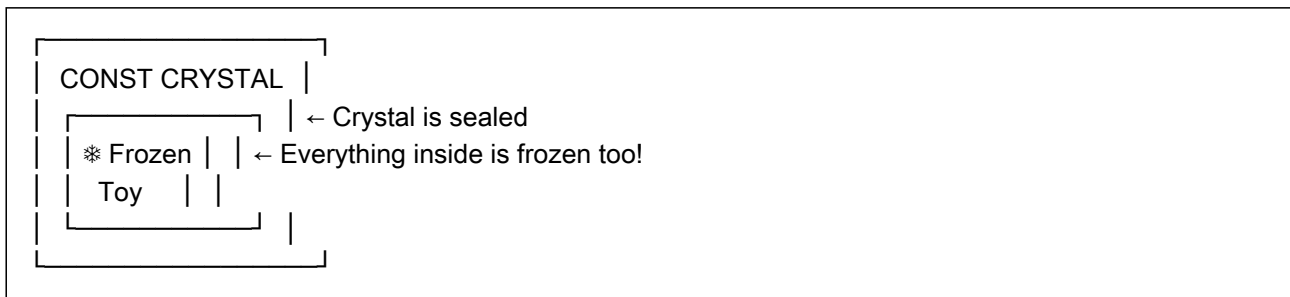 CONST CRYSTAL
← Crystal is sealed
❄ Frozen ← Everything inside is frozen too!
Toy